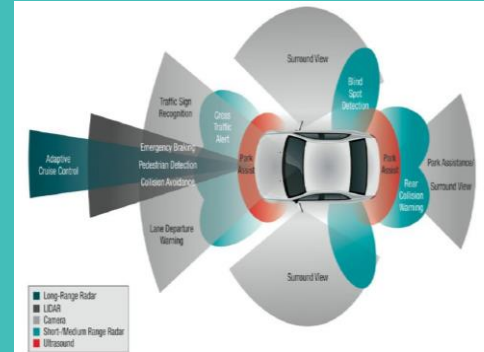 Surround View
Blind
Spot
Detection
Traffic Sign
Recognition
Cross
Traffic
Alert
Emergency Braking
Pedestrian Detection
Collision Avoidance
Adaptive
Cruise Control
Park
Assist
Park
Assist
Park Assistance/
Surround View
Rear
Collision
Warning
Lane Departure
Warning
Surround View
Long-Range Radar
LIDAR
Camera
Short-/Medium Range Radar
Ultrasound